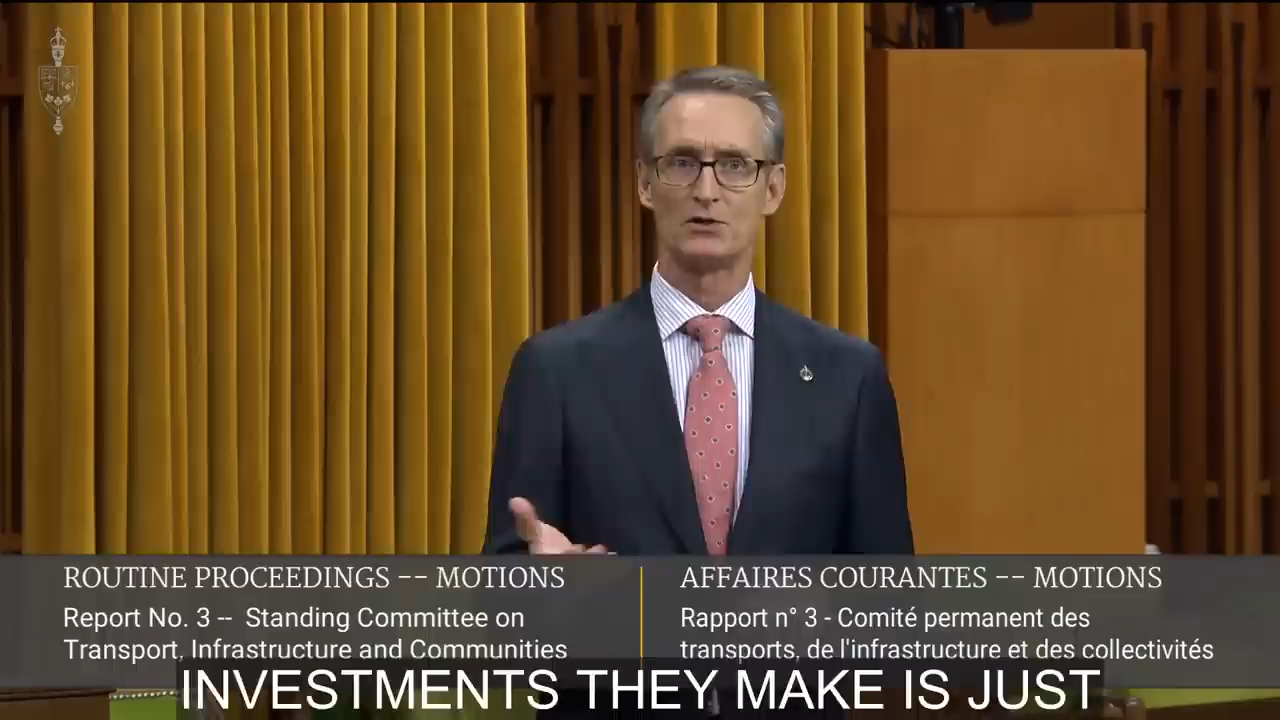 ROUTINE PROCEEDINGS -- MOTIONS
Report No. 3 -- Standing Committee on
Transport, Infrastructure and Communities
AFFAIRES COURANTES -- MOTIONS
Rapport n° 3 - Comité permanent des
transports, de l'infrastructure et des collectivités
INVESTMENTS THEY MAKE IS JUST